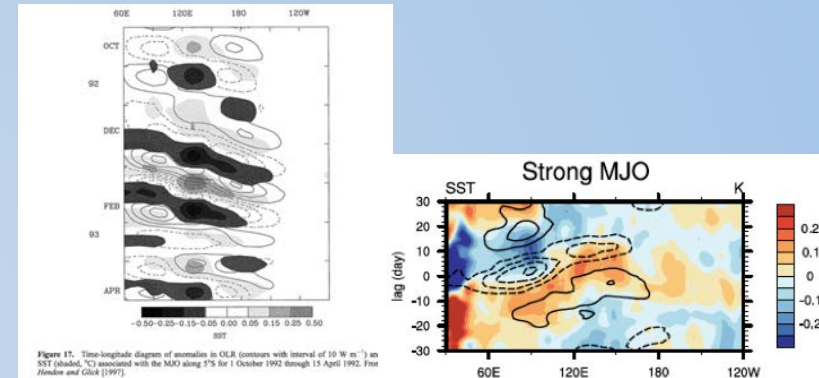 60E 120E 180 120W
OCT
92
DEC
FEB
93
APR
-0.50-0.25-0.15-0.05 0.00 0.05 0.15 0.25 0.50
SST
Figure 17. Time-longitude diagram of anomalies in OLR (contours with interval of 10 W m⁻²) an
SST (shaded, °C) associated with the MJO along 5°S for 1 October 1992 through 15 April 1992. From
Hendon and Glick [1997].
Strong MJO
SST K
lag (day)
30
20
10
0
-10
-20
-30
60E 120E 180 120W
0.2
0.1
0
-0.1
-0.2